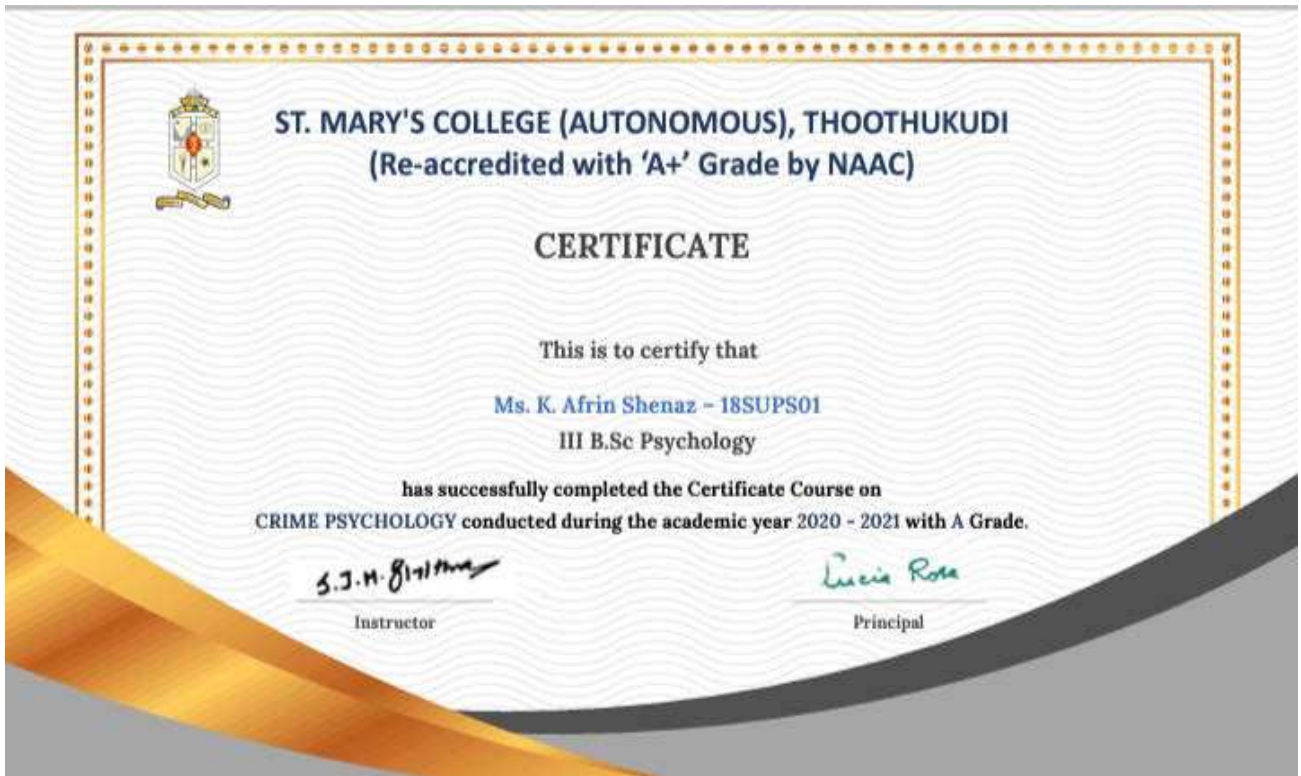 ST. MARY'S COLLEGE (AUTONOMOUS), THOOTHUKUDI
(Re-accredited with ‘A+’ Grade by NAAC)
CERTIFICATE
This is to certify that
Ms. K. Afrin Shenaz – 18SUPS01
III B.Sc Psychology
has successfully completed the Certificate Course on
CRIME PSYCHOLOGY conducted during the academic year 2020 - 2021 with A Grade.
S.J.M. Lucia Rose
Instructor Principal